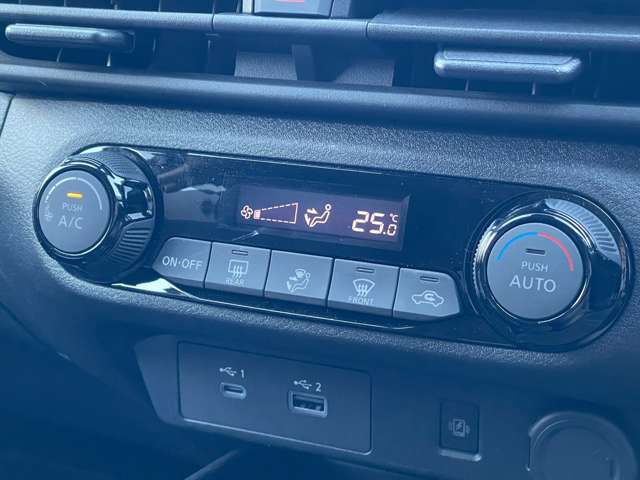 PUSH
A/C
25.0 °C
PUSH
AUTO
ON·OFF
REAR
FRONT
1
2